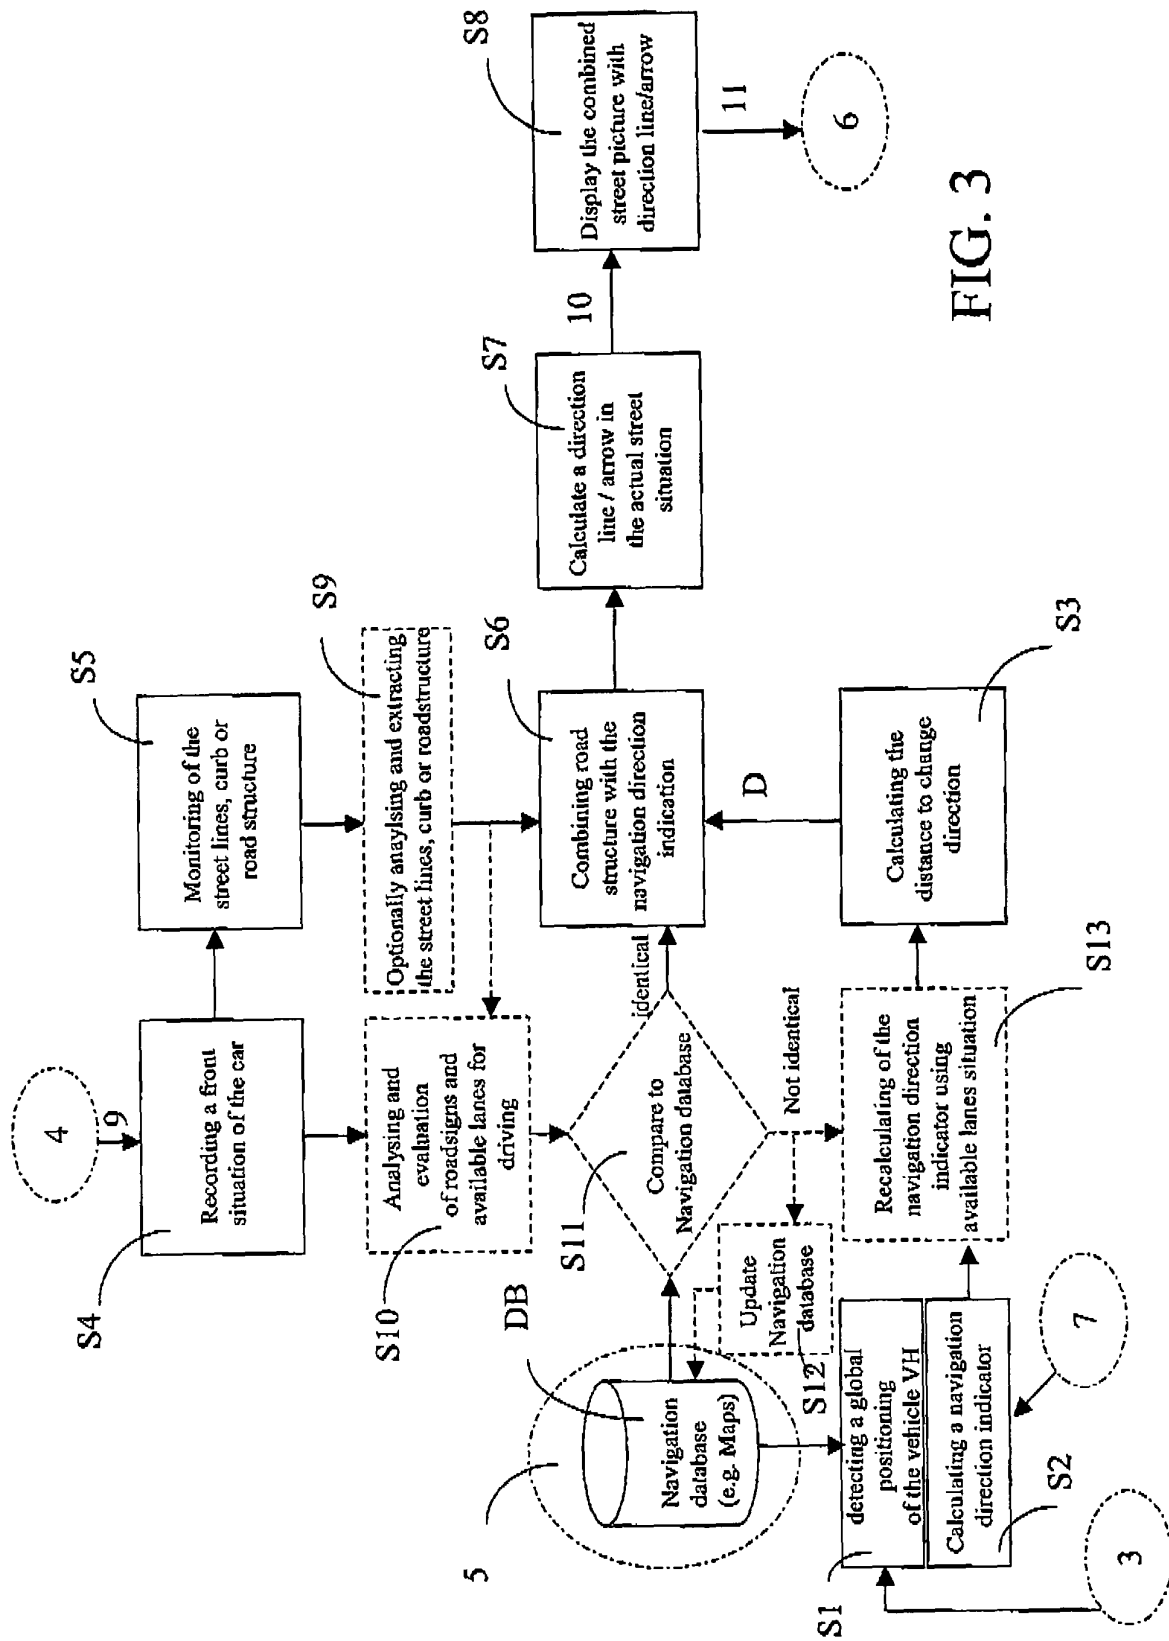 4
9
S4
Recording a front
situation of the car
S5
Monitoring of the
street lines, curb or
road structure
S10
Analysing and
evaluation
of roadsigns and
available lanes for
driving
S9
Optionally anaylsing and extracting
the street lines, curb or roadstructure
5
DB
Navigation
database
(e.g. Maps)
S11
Compare to
Navigation database
identical
Not identical
S12
Update
Navigation
database
S6
Combining road
structure with the
navigation direction
indication
S7
Calculate a direction
line / arrow in
the actual street
situation
10
S8
Display the combined
street picture with
direction line/arrow
11
6
D
S1
detecting a global
positioning
of the vehicle VH
Calculating a navigation
direction indicator
S2
3
7
Recalculating of the
navigation direction
indicator using
available lanes situation
S13
Calculating the
distance to change
direction
S3
FIG. 3